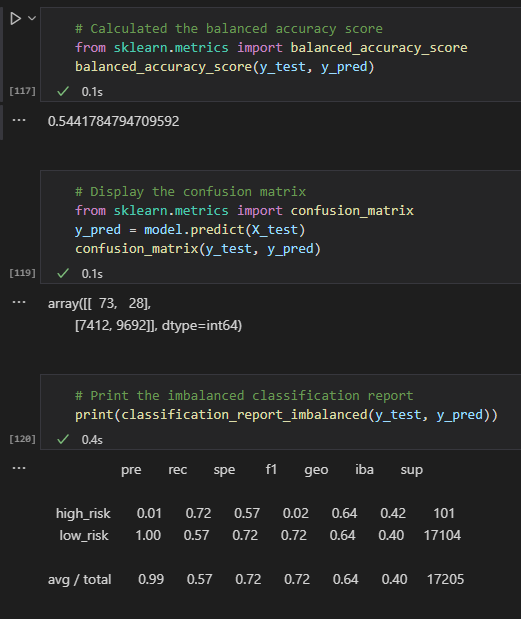 # Calculated the balanced accuracy score
from sklearn.metrics import balanced_accuracy_score
balanced_accuracy_score(y_test, y_pred)
[117] ✓ 0.1s
... 0.5441784794709592
# Display the confusion matrix
from sklearn.metrics import confusion_matrix
y_pred = model.predict(X_test)
confusion_matrix(y_test, y_pred)
[119] ✓ 0.1s
... array([[  73,   28],
       [7412, 9692]], dtype=int64)
# Print the imbalanced classification report
print(classification_report_imbalanced(y_test, y_pred))
[120] ✓ 0.4s
... pre rec spe f1 geo iba sup
high_risk 0.01 0.72 0.57 0.02 0.64 0.42 101
low_risk 1.00 0.57 0.72 0.72 0.64 0.40 17104
avg / total 0.99 0.57 0.72 0.72 0.64 0.40 17205